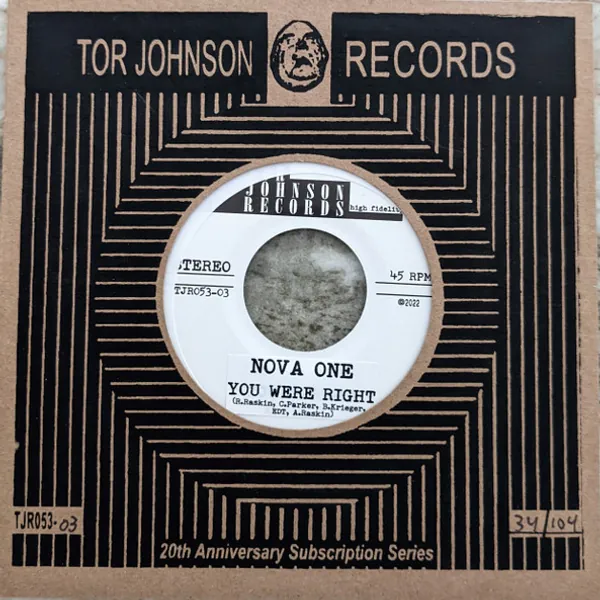 TOR JOHNSON RECORDS
JOHNSON
RECORDS
high
STEREO
45 RPM
TJR053-03
©2022
NOVA ONE
YOU WERE RIGHT
(R.Raskin, C.Parker, B.Krieger,
KDT, A.Raskin)
TJR053-03
34/104
20th Anniversary Subscription Series